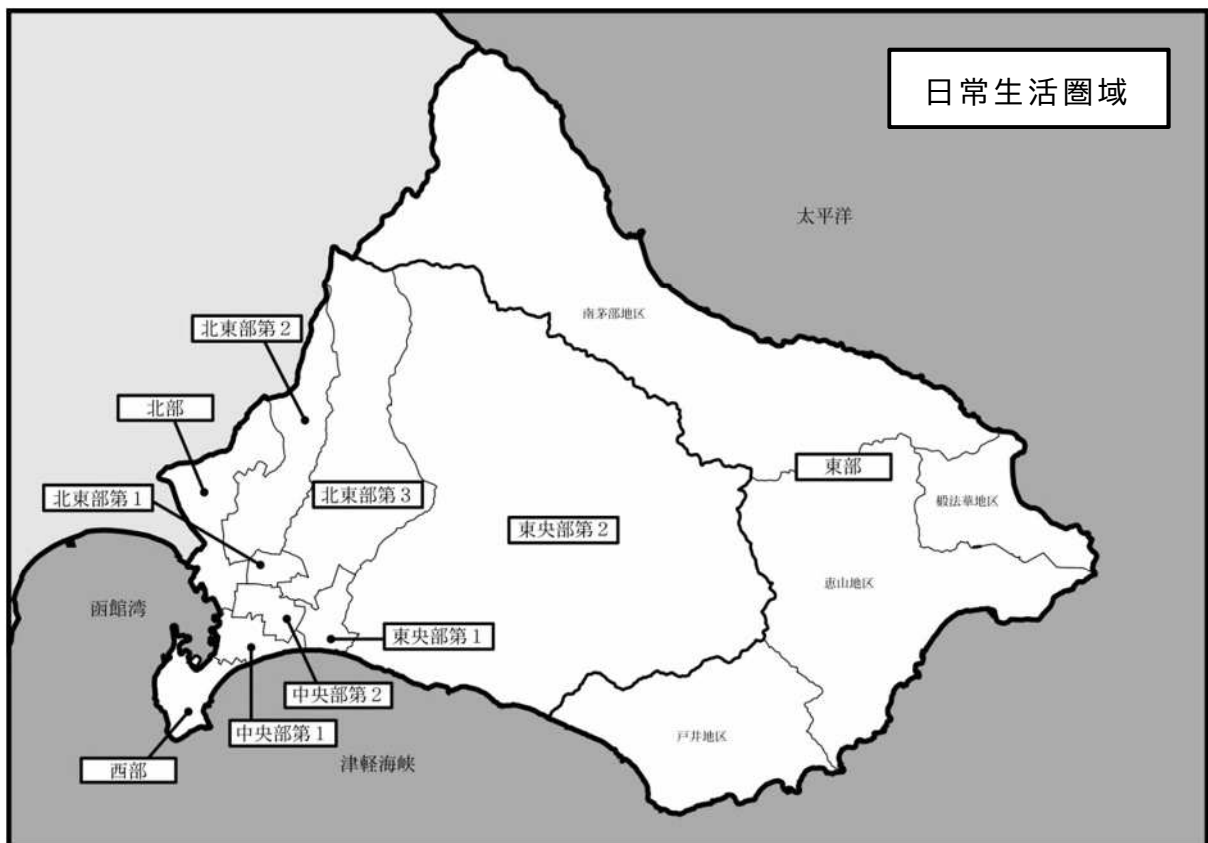 日常生活圏域
太平洋
南茅部地区
北東部第2
北部
東部
北東部第1
北東部第3
椴法華地区
東央部第2
恵山地区
函館湾
東央部第1
中央部第2
中央部第1
戸井地区
西部
津軽海峡